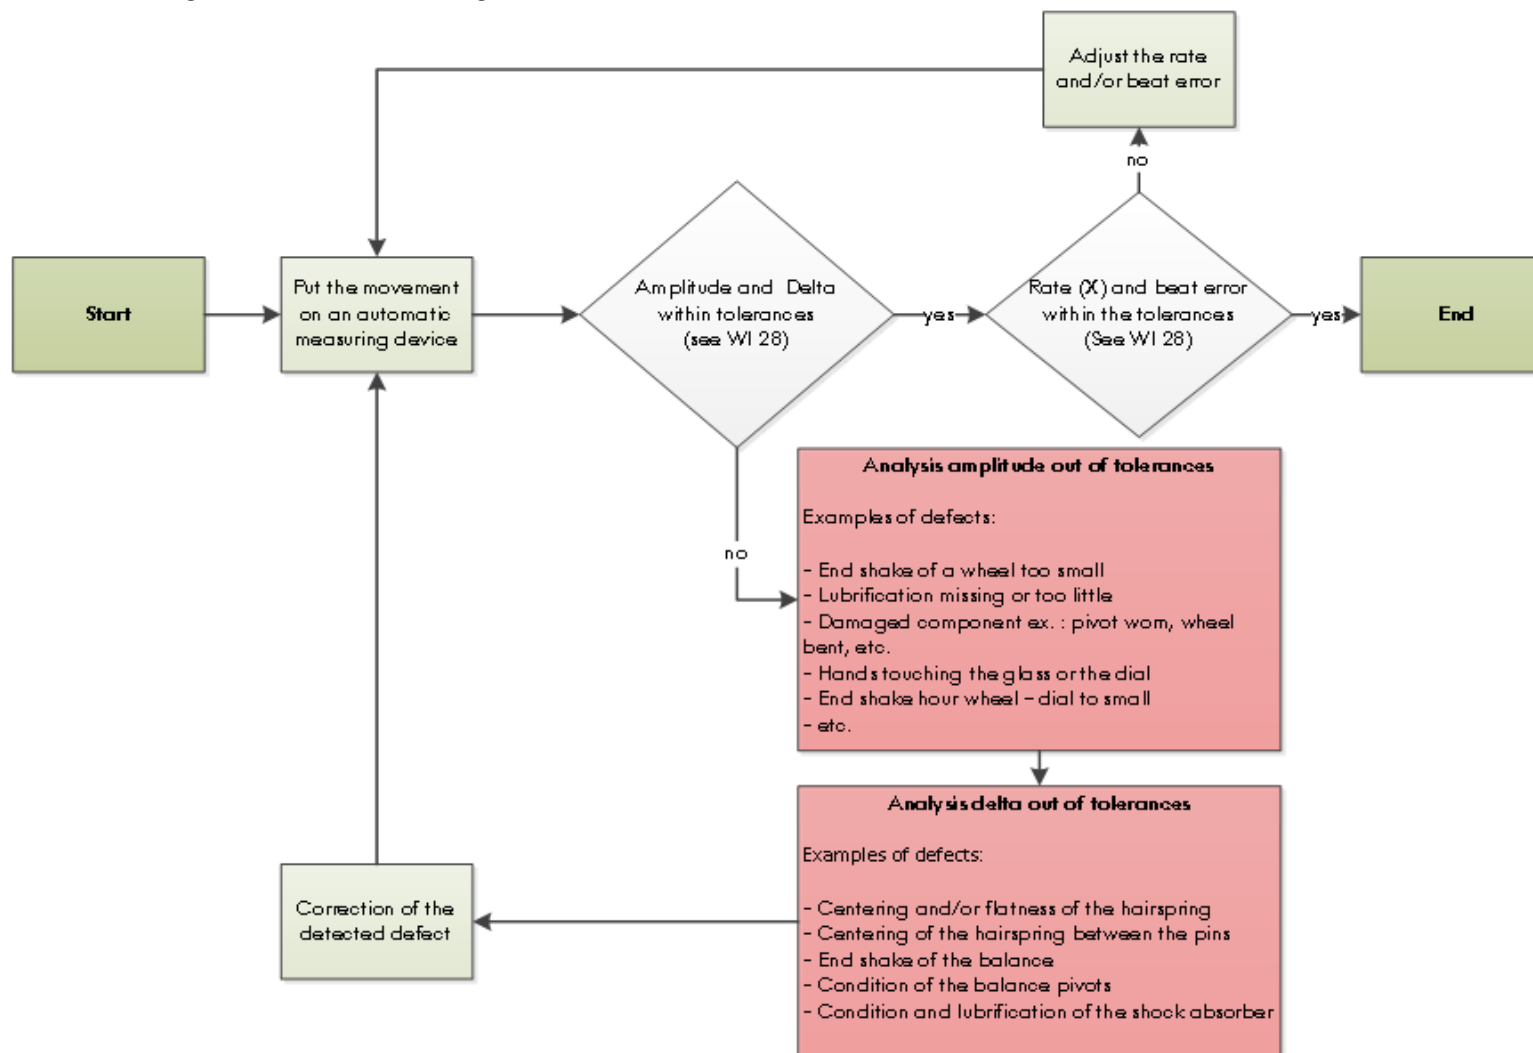 Adjust the rate
and/or beat error
no
Start
Put the movement
on an automatic
measuring device
Amplitude and Delta
within tolerances
(see WI 28)
yes
Rate (X) and beat error
within the tolerances
(See WI 28)
yes
End
no
Analysis amplitude out of tolerances
Examples of defects:
- End shake of a wheel too small
- Lubrification missing or too little
- Damaged component ex. : pivot worn, wheel
bent, etc.
- Hands touching the glass or the dial
- End shake hour wheel – dial to small
- etc.
Analysis delta out of tolerances
Examples of defects:
- Centering and/or flatness of the hairspring
- Centering of the hairspring between the pins
- End shake of the balance
- Condition of the balance pivots
- Condition and lubrification of the shock absorber
Correction of the
detected defect